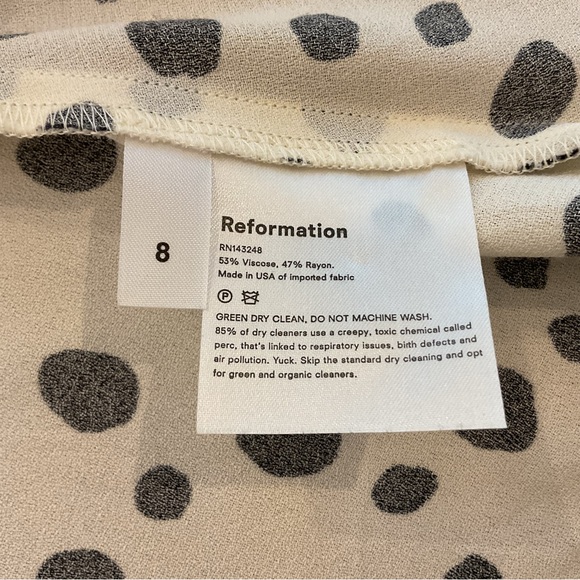 8
Reformation
RN143248
53% Viscose, 47% Rayon.
Made in USA of imported fabric
P
GREEN DRY CLEAN, DO NOT MACHINE WASH.
85% of dry cleaners use a creepy, toxic chemical called
perc, that's linked to respiratory issues, birth defects and
air pollution. Yuck. Skip the standard dry cleaning and opt
for green and organic cleaners.